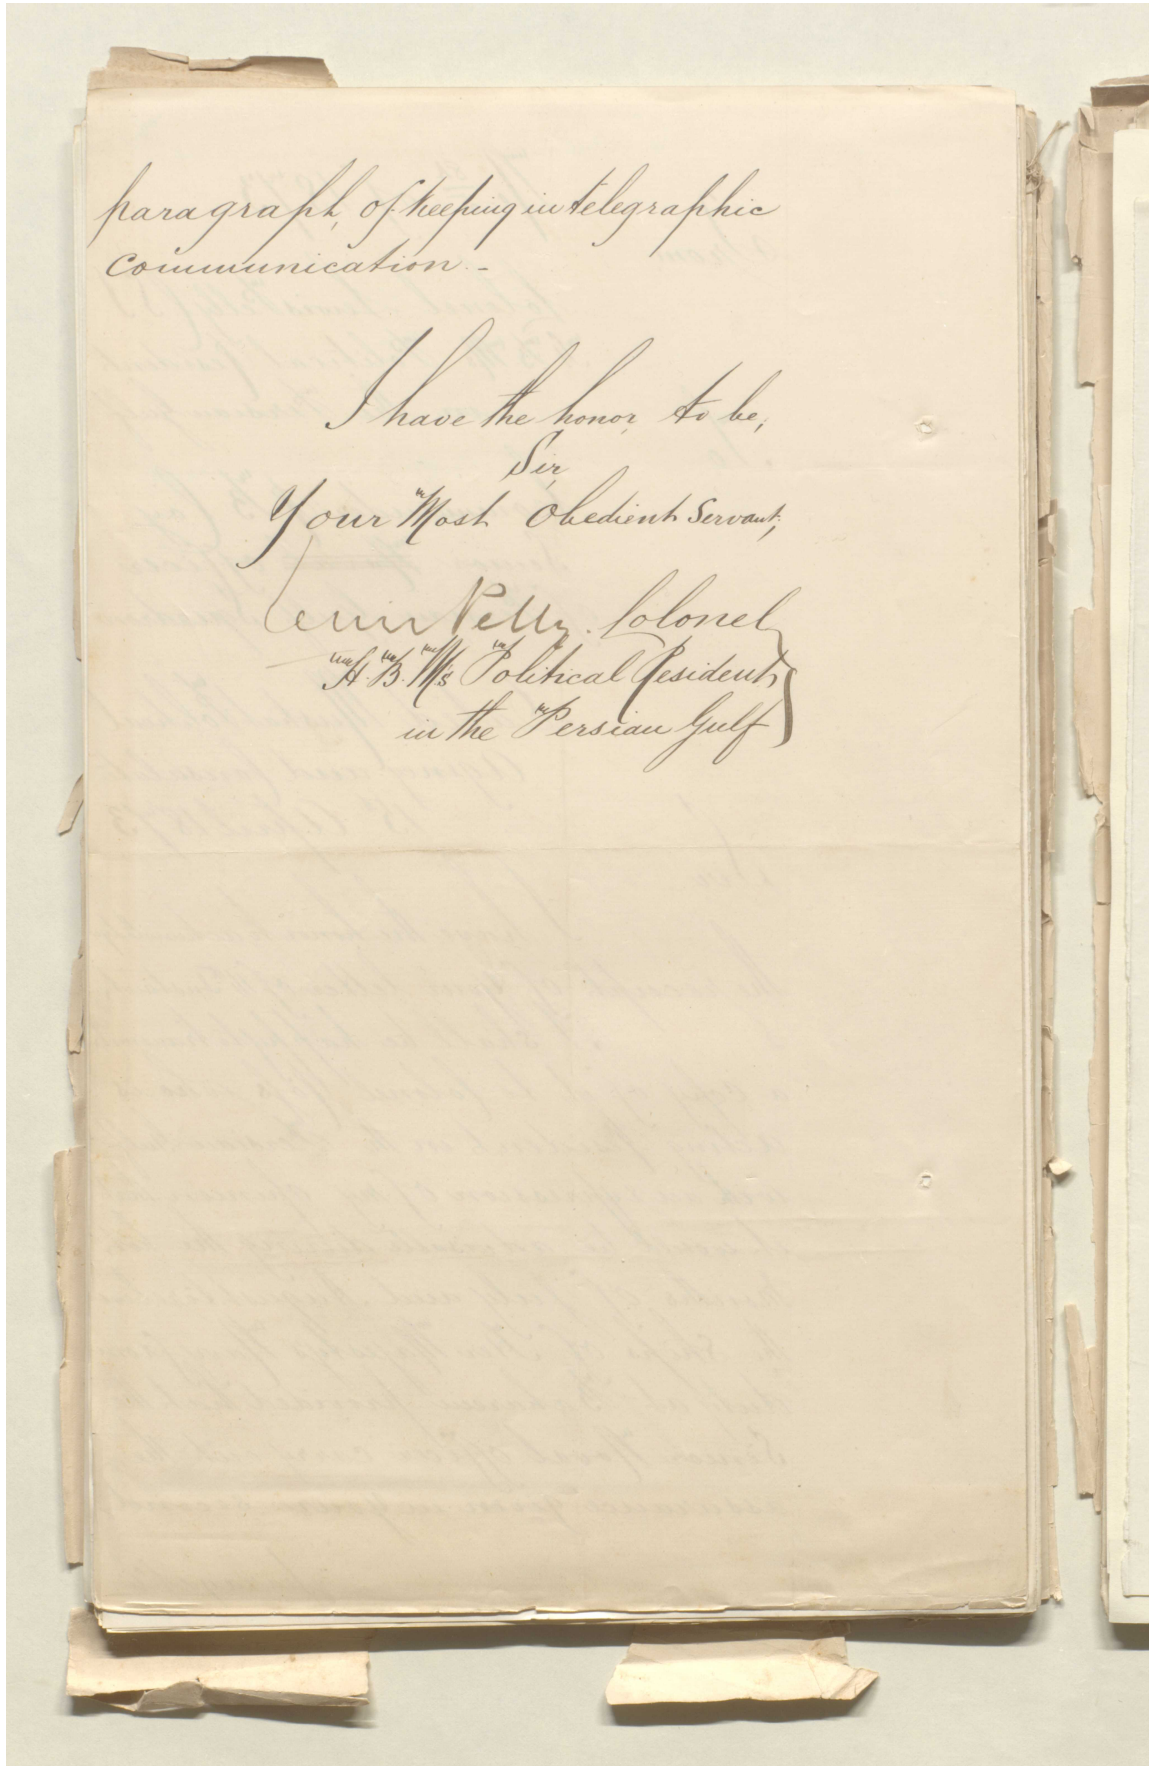 paragraph, of keeping in telegraphic
communication.-
I have the honor, to be,
Sir,
Your Most Obedient Servant,
Lewis Pelly. Colonel
H. B. M's Political Resident
in the Persian Gulf